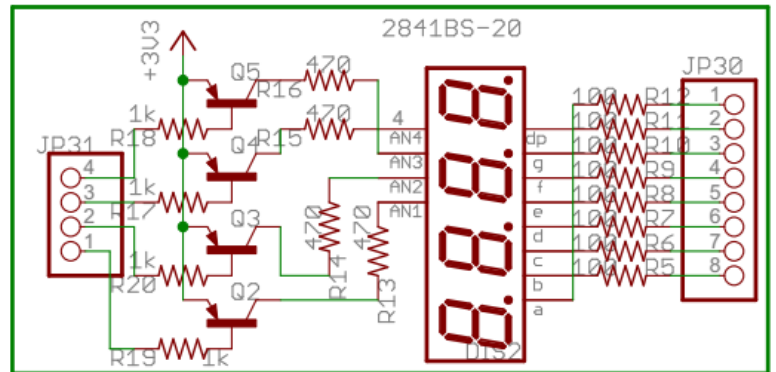 2841BS-20
+3V3
Q5
470
R16
JP30
100
R12
1
1k
R18
470
R15
4
AN4
dp
100
R11
2
JP31
Q4
AN3
g
100
R10
3
4
AN2
f
100
R9
4
1k
R17
3
AN1
e
100
R8
5
2
Q3
470
R14
470
R13
d
100
R7
6
1
c
100
R6
7
1k
R20
b
100
R5
8
Q2
a
R19
1k
DIS2